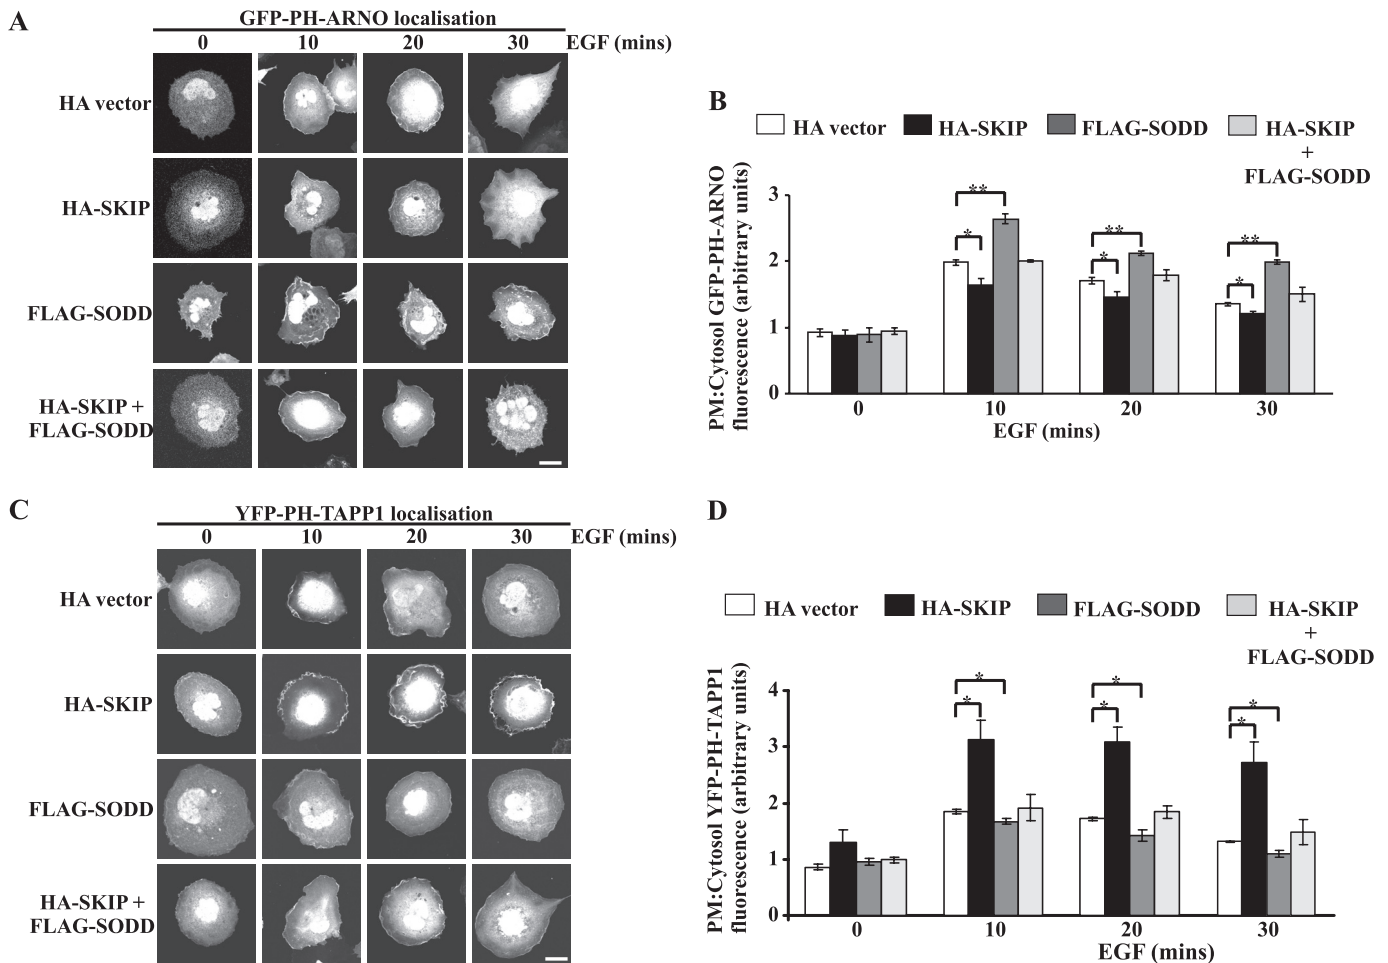 A
GFP-PH-ARNO localisation
0 10 20 30 EGF (mins)
HA vector
HA-SKIP
FLAG-SODD
HA-SKIP +
FLAG-SODD
B
HA vector HA-SKIP FLAG-SODD HA-SKIP
+
FLAG-SODD
PM:Cytosol GFP-PH-ARNO
fluorescence (arbitrary units)
3
2
1
0
** * ** * ** *
0 10 20 30
EGF (mins)
C
YFP-PH-TAPP1 localisation
0 10 20 30 EGF (mins)
HA vector
HA-SKIP
FLAG-SODD
HA-SKIP +
FLAG-SODD
D
HA vector HA-SKIP FLAG-SODD HA-SKIP
+
FLAG-SODD
PM:Cytosol YFP-PH-TAPP1
fluorescence (arbitrary units)
4
3
2
1
0
* * * * * *
0 10 20 30
EGF (mins)